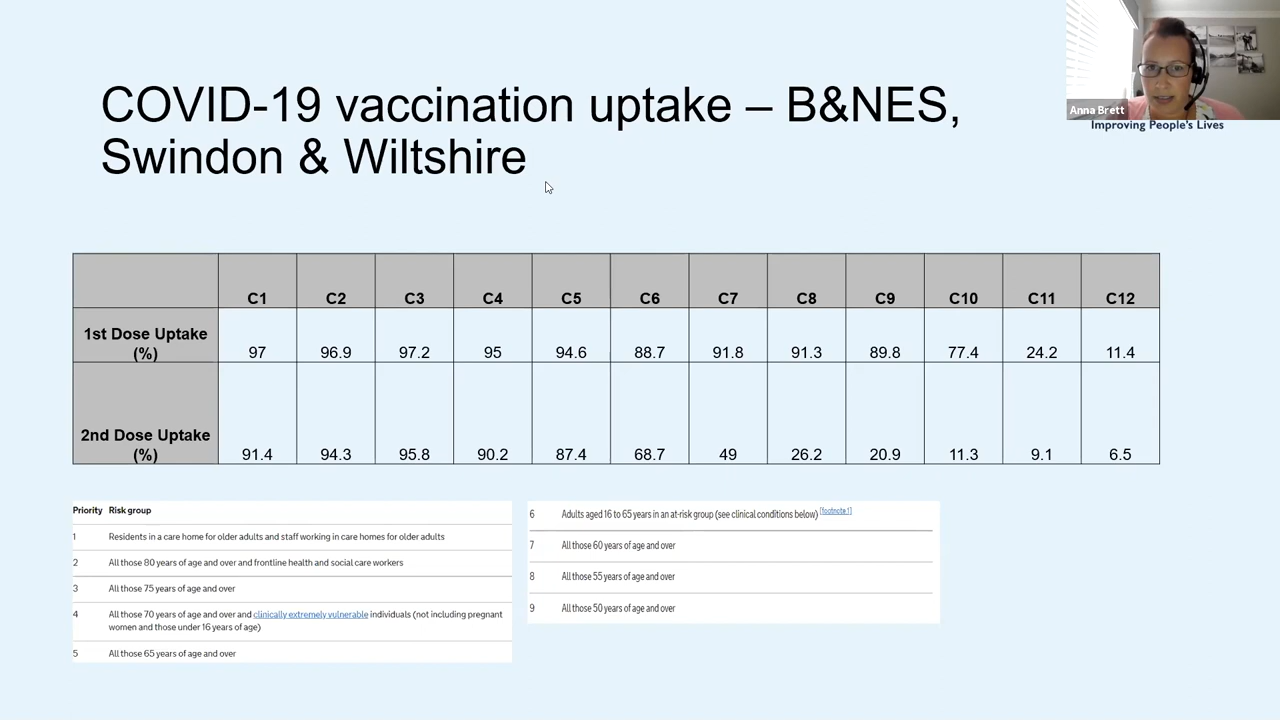 Anna Brett
Improving People's Lives
COVID-19 vaccination uptake – B&NES,
Swindon & Wiltshire
C1 C2 C3 C4 C5 C6 C7 C8 C9 C10 C11 C12
1st Dose Uptake
(%) 97 96.9 97.2 95 94.6 88.7 91.8 91.3 89.8 77.4 24.2 11.4
2nd Dose Uptake
(%) 91.4 94.3 95.8 90.2 87.4 68.7 49 26.2 20.9 11.3 9.1 6.5
Priority Risk group
1 Residents in a care home for older adults and staff working in care homes for older adults
2 All those 80 years of age and over and frontline health and social care workers
3 All those 75 years of age and over
4 All those 70 years of age and over and clinically extremely vulnerable individuals (not including pregnant
women and those under 16 years of age)
5 All those 65 years of age and over
6 Adults aged 16 to 65 years in an at-risk group (see clinical conditions below) [footnote 1]
7 All those 60 years of age and over
8 All those 55 years of age and over
9 All those 50 years of age and over